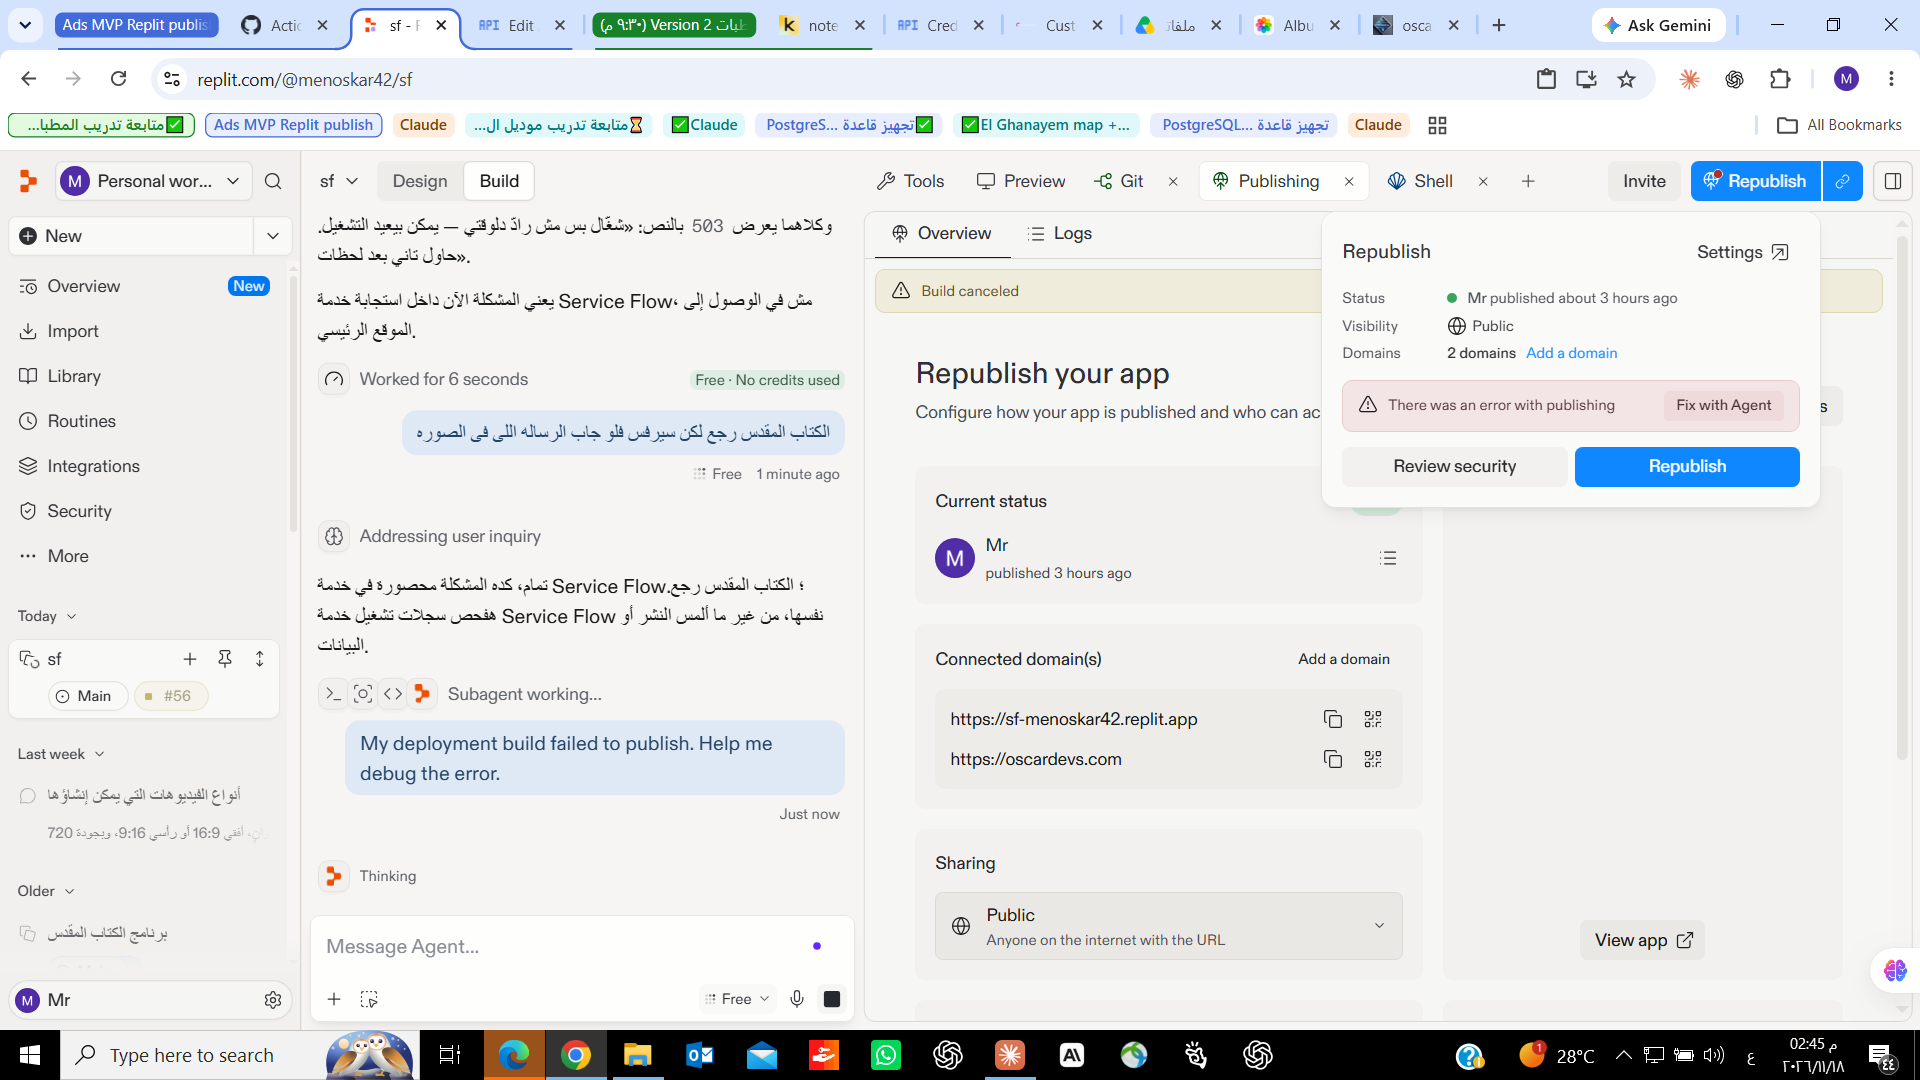 Ads MVP Replit publish
Actic
sf - F
API Edit
طبات Version 2 (٩:٣٠ م)
note
API Cred
Cust
ملفات
Albu
osca
Ask Gemini
replit.com/@menoskar42/sf
M
متابعة تدريب المطبا...
Ads MVP Replit publish
Claude
متابعة تدريب موديل ال...
Claude
تجهيز قاعدة ...PostgreS
El Ghanayem map +...
تجهيز قاعدة ...PostgreSQL
Claude
All Bookmarks
M Personal wor...
sf
Design
Build
Tools
Preview
Git
Publishing
Shell
Invite
Republish
New
Overview
New
Import
Library
Routines
Integrations
Security
More
Today
sf
Main
#56
Last week
أنواع الفيديوهات التي يمكن إنشاؤها
ـان، أفقي 16:9 أو رأسي 9:16، وبجودة 720
Older
برنامج الكتاب المقدّس
M Mr
وكلاهما يعرض 503 بالنص: «شغّال بس مش رادّ دلوقتي — يمكن بيعيد التشغيل.
حاول تاني بعد لحظات».
يعني المشكلة الآن داخل استجابة خدمة Service Flow، مش في الوصول إلى
الموقع الرئيسي.
Worked for 6 seconds
Free · No credits used
الكتاب المقدس رجع لكن سيرفس فلو جاب الرساله اللى فى الصوره
Free 1 minute ago
Addressing user inquiry
تمام، كده المشكلة محصورة في خدمة Service Flow. ؛ الكتاب المقدس رجع
هفحص سجلات تشغيل خدمة Service Flow نفسها، من غير ما ألمس النشر أو
البيانات.
Subagent working...
My deployment build failed to publish. Help me
debug the error.
Just now
Thinking
Message Agent...
Free
Overview
Logs
Build canceled
Republish your app
Configure how your app is published and who can ac
s
Current status
M
Mr
published 3 hours ago
Connected domain(s)
Add a domain
https://sf-menoskar42.replit.app
https://oscardevs.com
Sharing
Public
Anyone on the internet with the URL
View app
Republish
Settings
Status
Mr published about 3 hours ago
Visibility
Public
Domains
2 domains Add a domain
There was an error with publishing
Fix with Agent
Review security
Republish
Type here to search
1
28°C
ع
02:45 م
٢٠٢٦/١١/١٨
٤٤